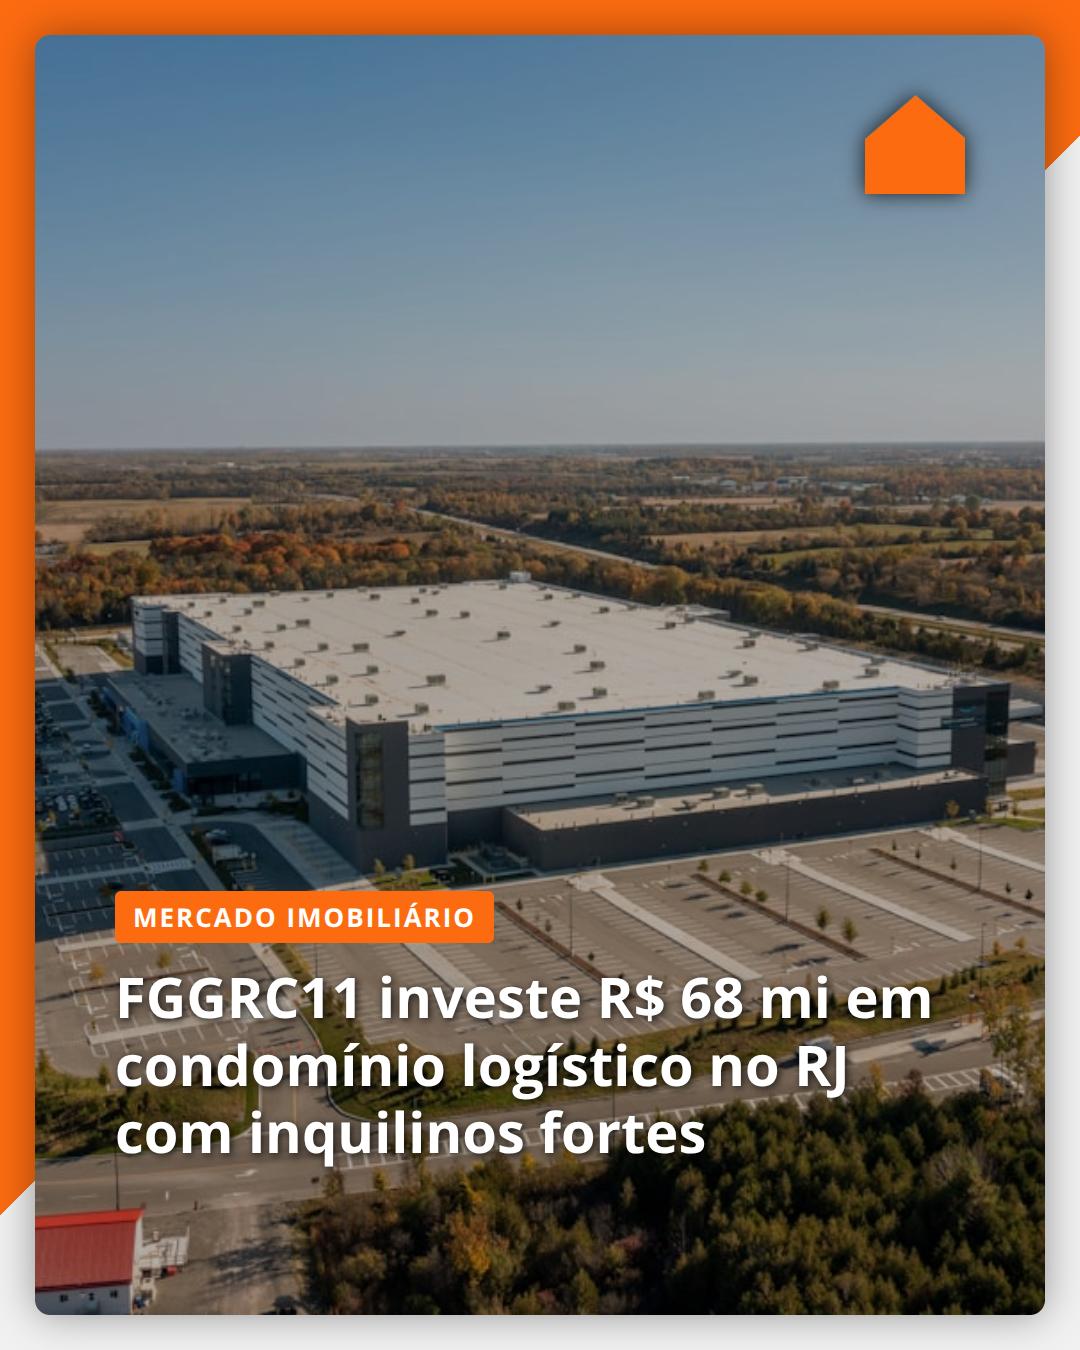 MERCADO IMOBILIÁRIO
FGGRC11 investe R$ 68 mi em
condomínio logístico no RJ
com inquilinos fortes